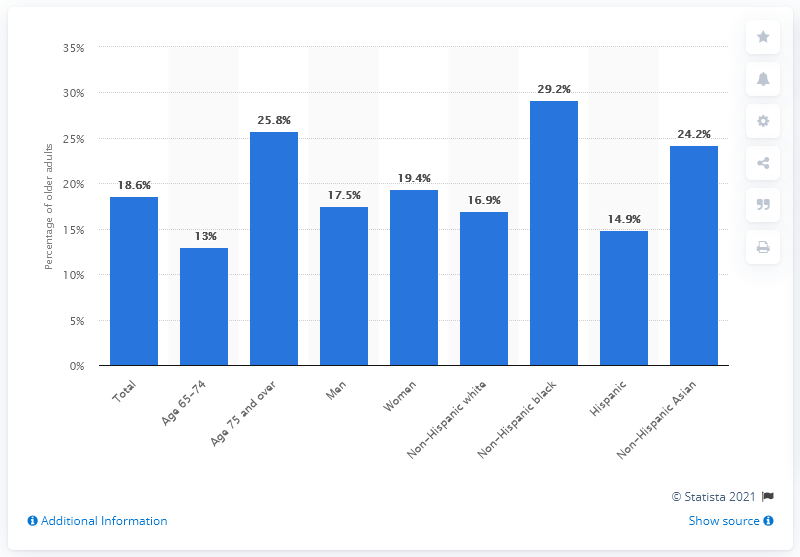 35%
30%
25%
20%
15%
10%
5%
0%
Percentage of older adults
18.6%
13%
25.8%
17.5%
19.4%
16.9%
29.2%
14.9%
24.2%
Total
Age 65–74
Age 75 and over
Men
Women
Non-Hispanic white
Non-Hispanic black
Hispanic
Non-Hispanic Asian
© Statista 2021
Additional Information
Show source